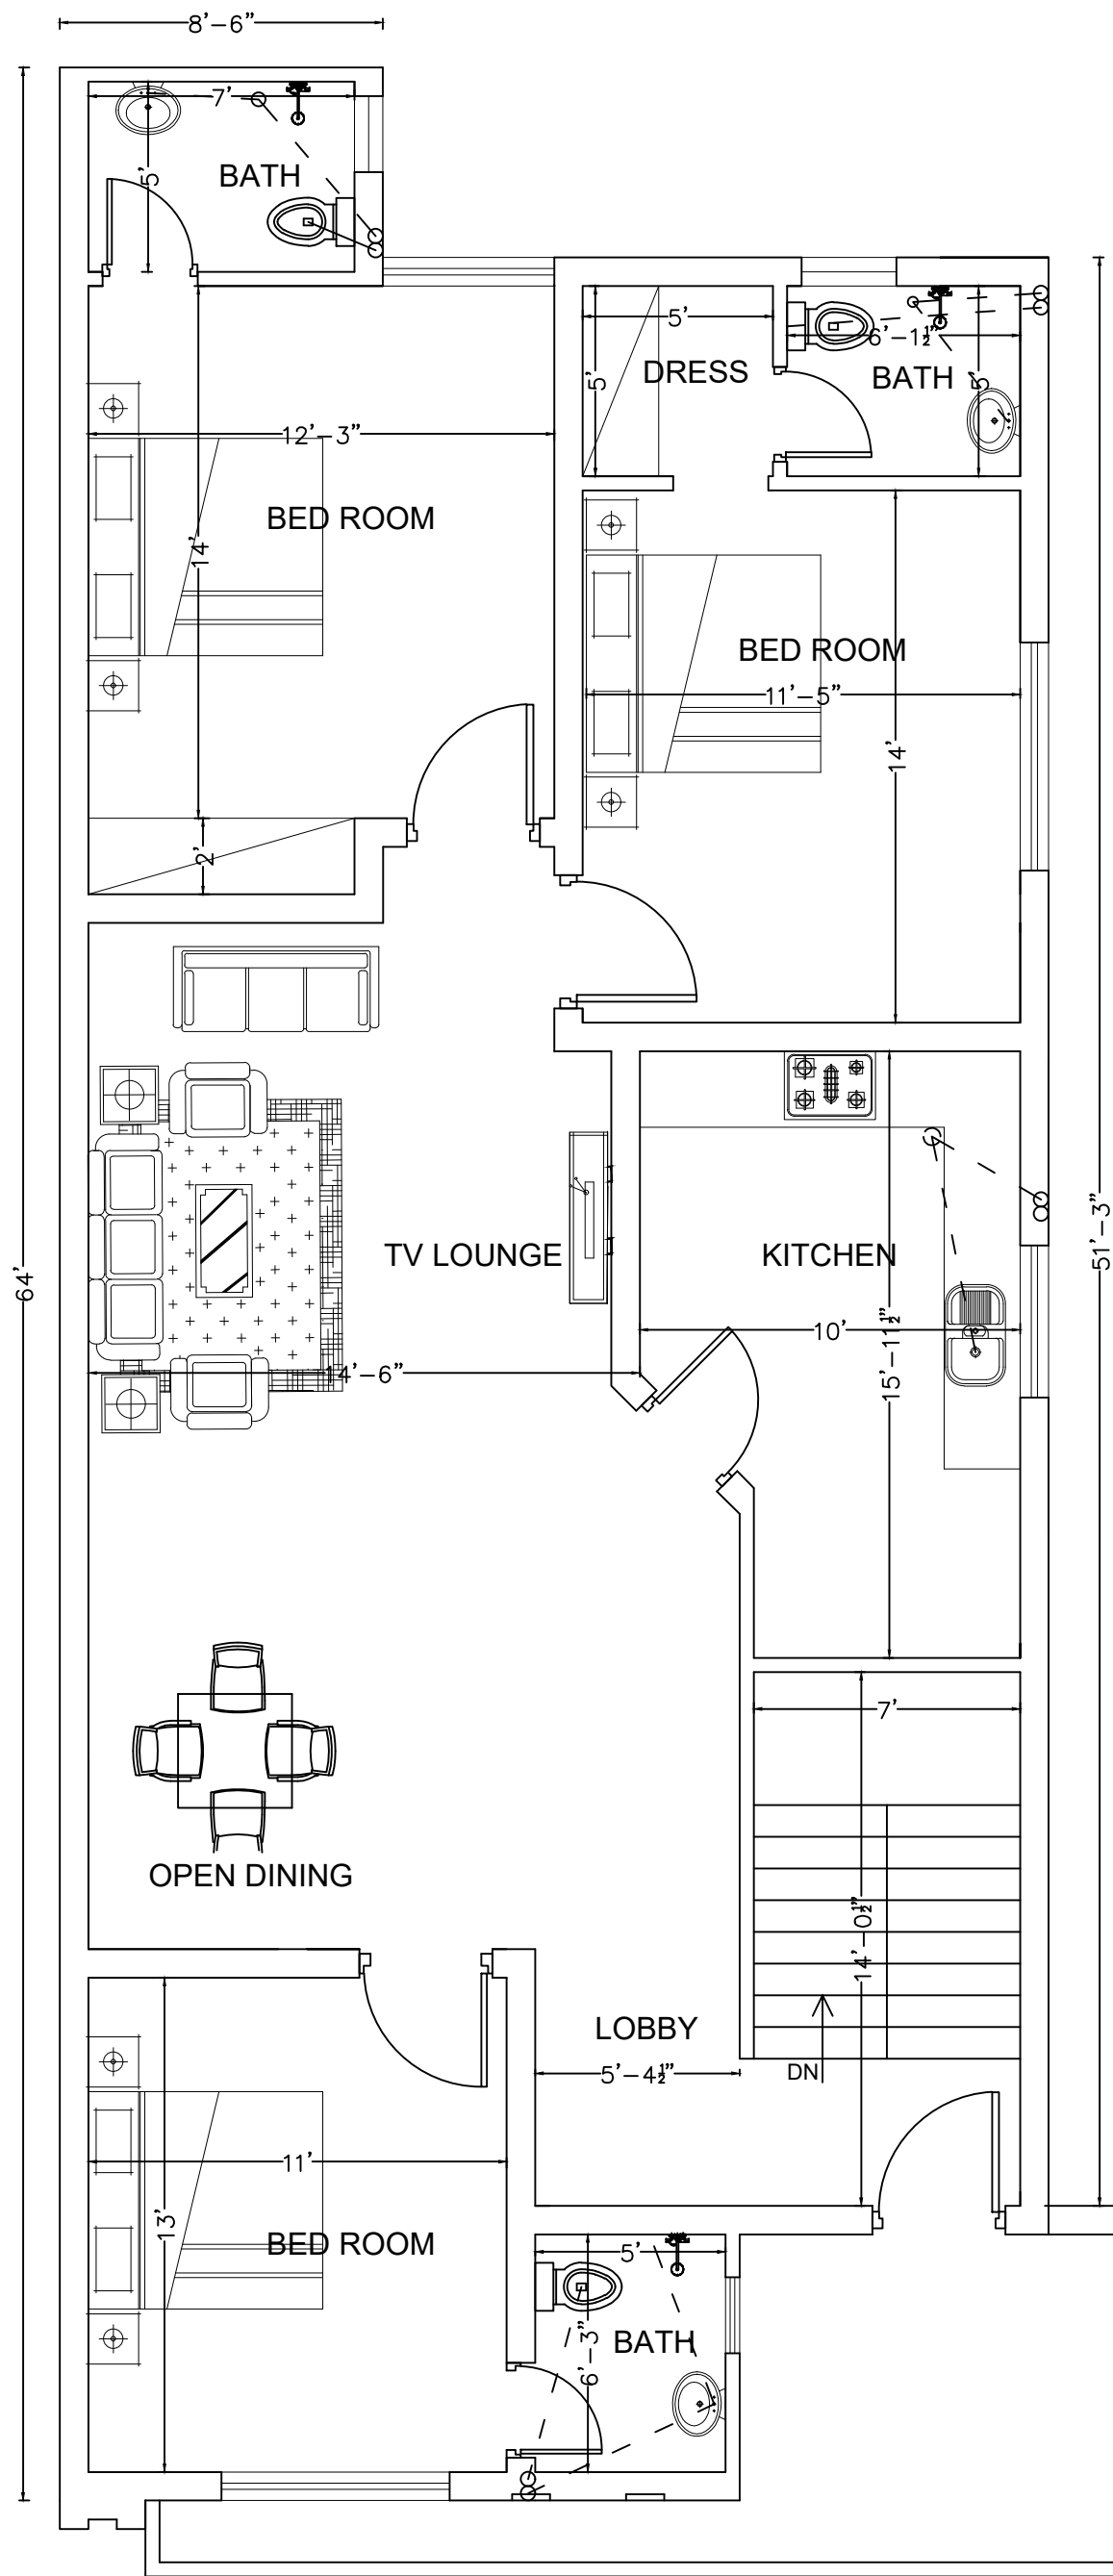 8'-6"
7'
5'
BATH
5'
6'-1½"
DRESS
5'
BATH
5'
12'-3"
BED ROOM
14'
BED ROOM
11'-5"
14'
2'
64'
51'-3"
TV LOUNGE
KITCHEN
10'
15'-11½"
14'-6"
7'
OPEN DINING
14'-0½"
LOBBY
5'-4½"
DN
11'
13'
BED ROOM
5'
BATH
6'-3"